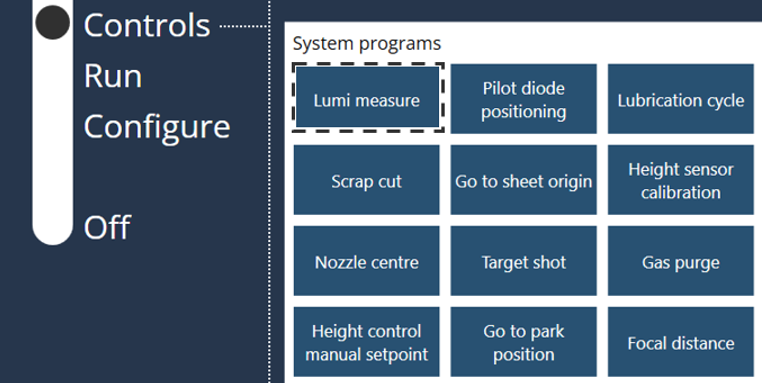 Controls
Run
Configure
Off
System programs
Lumi measure
Pilot diode
positioning
Lubrication cycle
Scrap cut
Go to sheet origin
Height sensor
calibration
Nozzle centre
Target shot
Gas purge
Height control
manual setpoint
Go to park
position
Focal distance